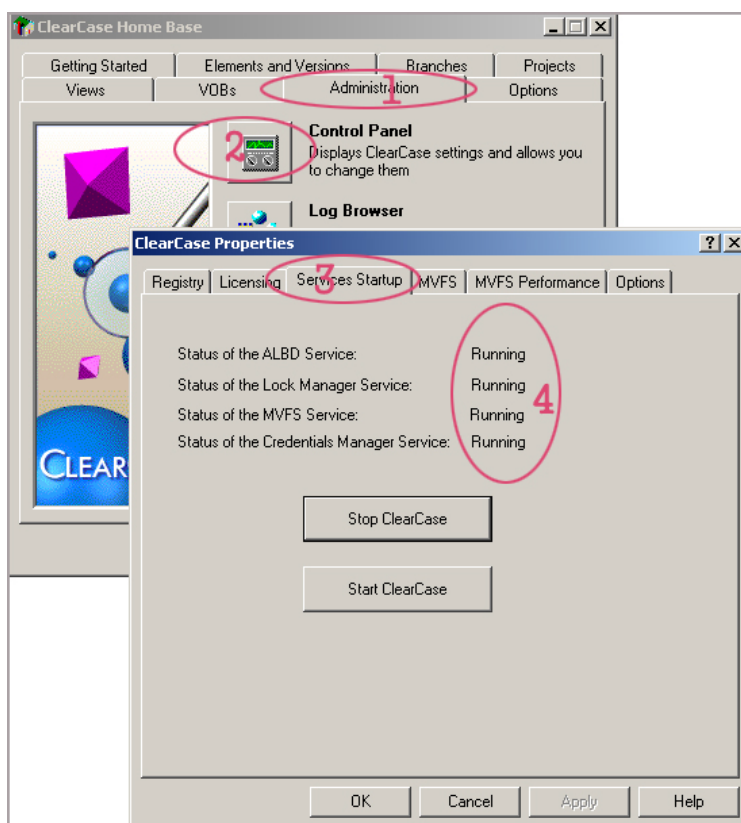 ClearCase Home Base
Getting Started Elements and Versions Branches Projects
Views VOBs Administration Options
1
2
Control Panel
Displays ClearCase settings and allows you
to change them
Log Browser
ClearCase Properties
3
Registry Licensing Services Startup MVFS MVFS Performance Options
Status of the ALBD Service: Running
Status of the Lock Manager Service: Running
4
Status of the MVFS Service: Running
Status of the Credentials Manager Service: Running
CLEAR
Stop ClearCase
Start ClearCase
OK Cancel Apply Help